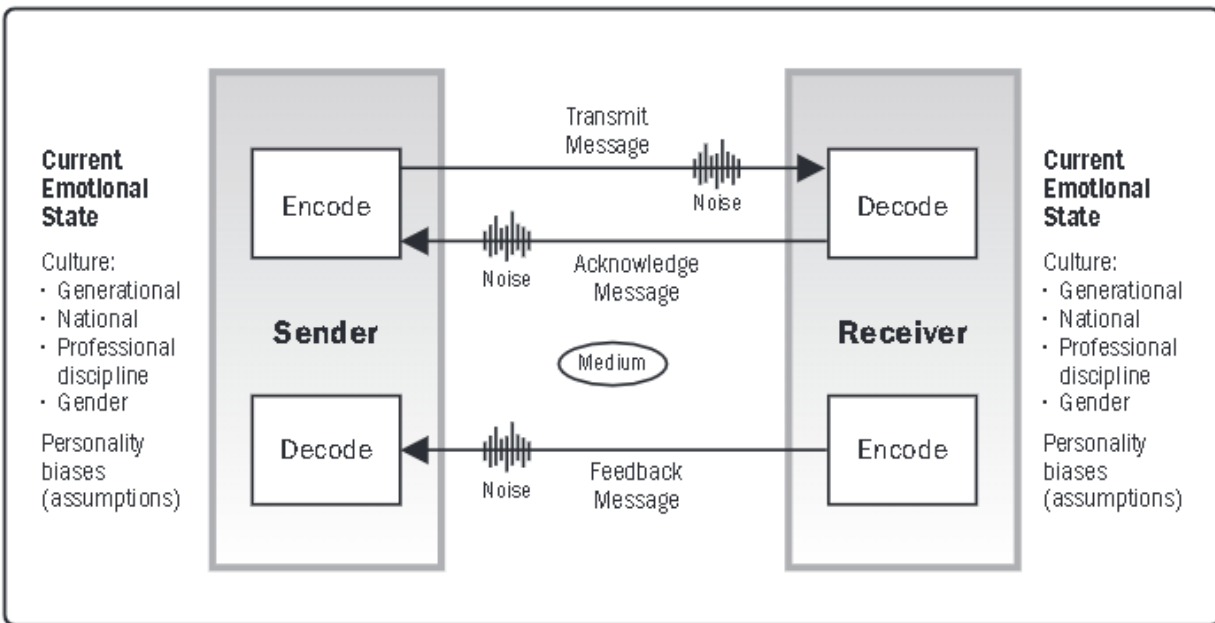 Current
Emotional
State
Culture:
· Generational
· National
· Professional
discipline
· Gender
Personality
biases
(assumptions)
Encode
Sender
Decode
Transmit
Message
Noise
Noise
Acknowledge
Message
Medium
Noise
Feedback
Message
Decode
Receiver
Encode
Current
Emotional
State
Culture:
· Generational
· National
· Professional
discipline
· Gender
Personality
biases
(assumptions)